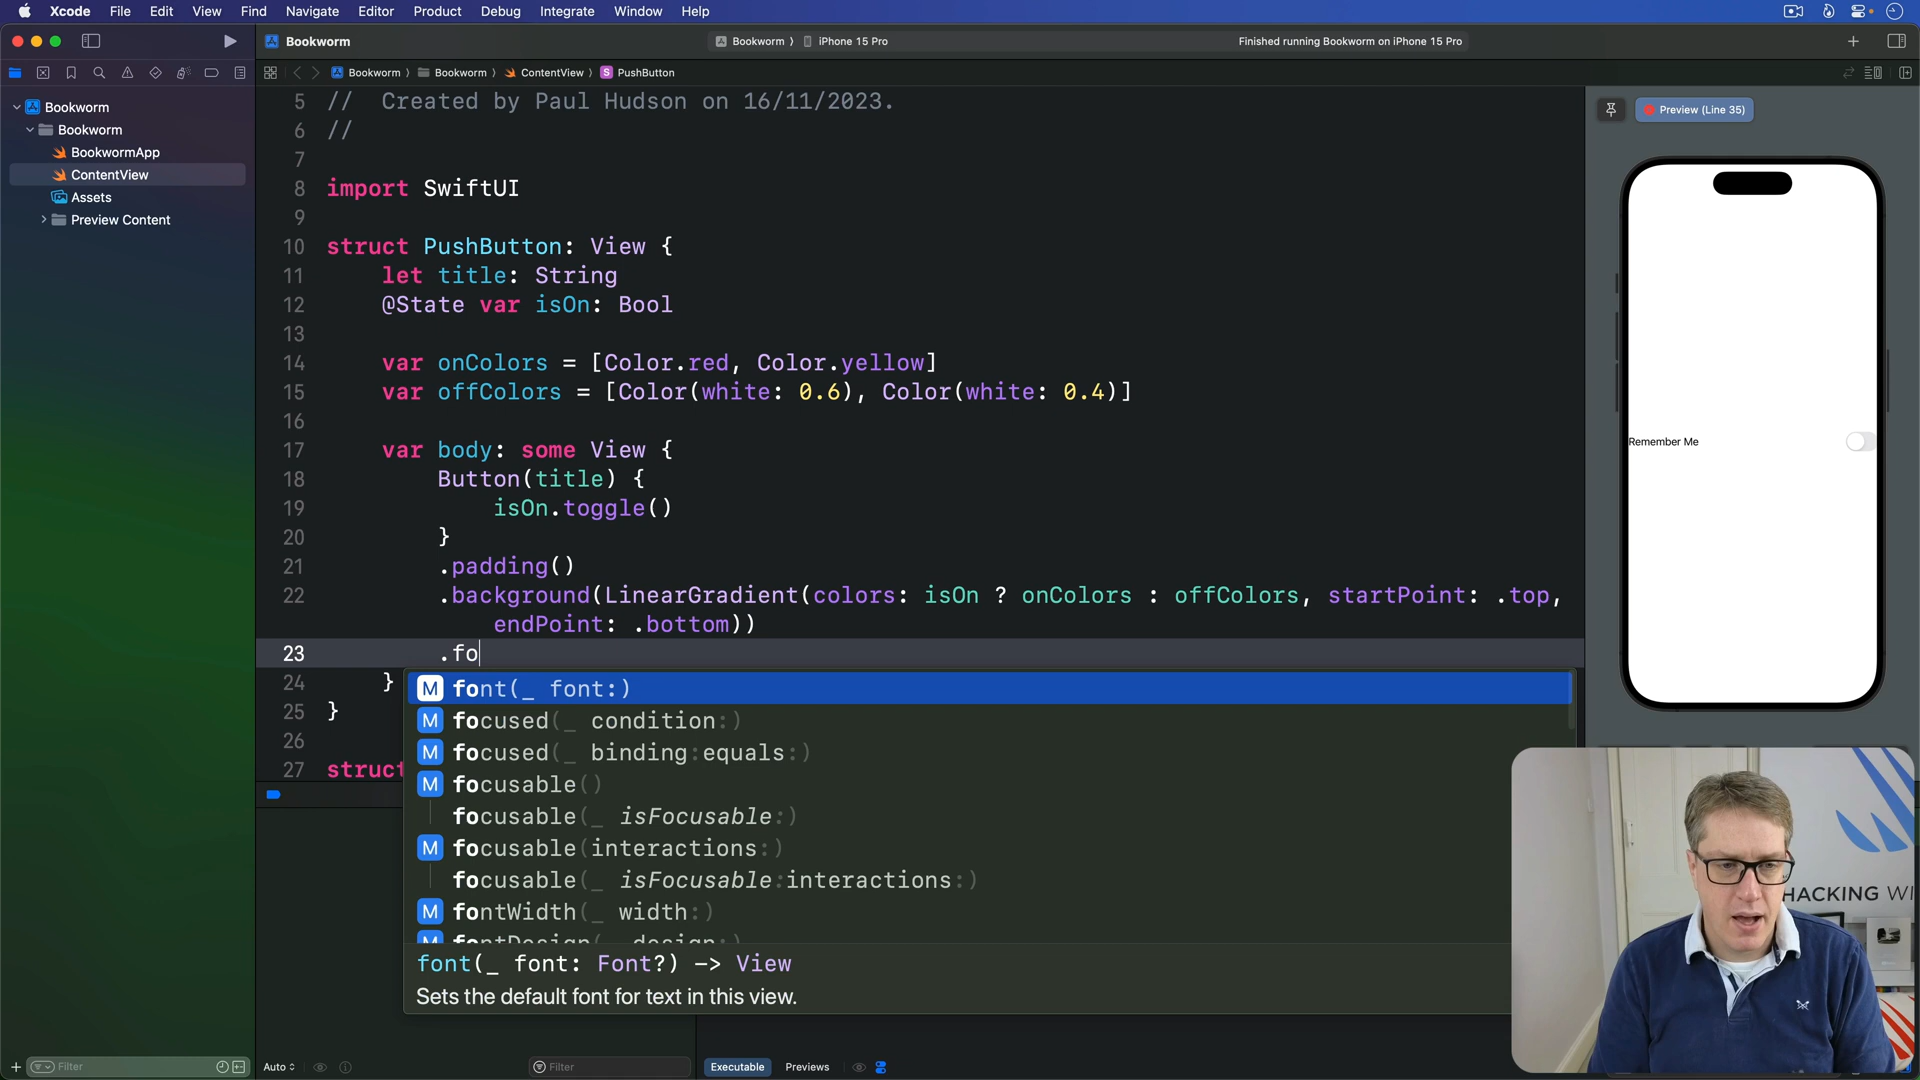 Xcode File Edit View Find Navigate Editor Product Debug Integrate Window Help
Bookworm
Bookworm 〉 iPhone 15 Pro
Finished running Bookworm on iPhone 15 Pro
Bookworm 〉 Bookworm 〉 ContentView 〉 S PushButton
Bookworm
Bookworm
BookwormApp
ContentView
Assets
Preview Content
5 //  Created by Paul Hudson on 16/11/2023.
6 //
7
8 import SwiftUI
9
10 struct PushButton: View {
11     let title: String
12     @State var isOn: Bool
13
14     var onColors = [Color.red, Color.yellow]
15     var offColors = [Color(white: 0.6), Color(white: 0.4)]
16
17     var body: some View {
18         Button(title) {
19             isOn.toggle()
20         }
21         .padding()
22         .background(LinearGradient(colors: isOn ? onColors : offColors, startPoint: .top,
endPoint: .bottom))
23         .fo
24     }
25 }
26
27 struct
M font(_ font:)
M focused(_ condition:)
M focused(_ binding:equals:)
M focusable()
focusable(_ isFocusable:)
M focusable(interactions:)
focusable(_ isFocusable:interactions:)
M fontWidth(_ width:)
M fontDesign(_ design:)
font(_ font: Font?) -> View
Sets the default font for text in this view.
Preview (Line 35)
Remember Me
HACKING WI
Filter
Auto
Filter
Executable
Previews